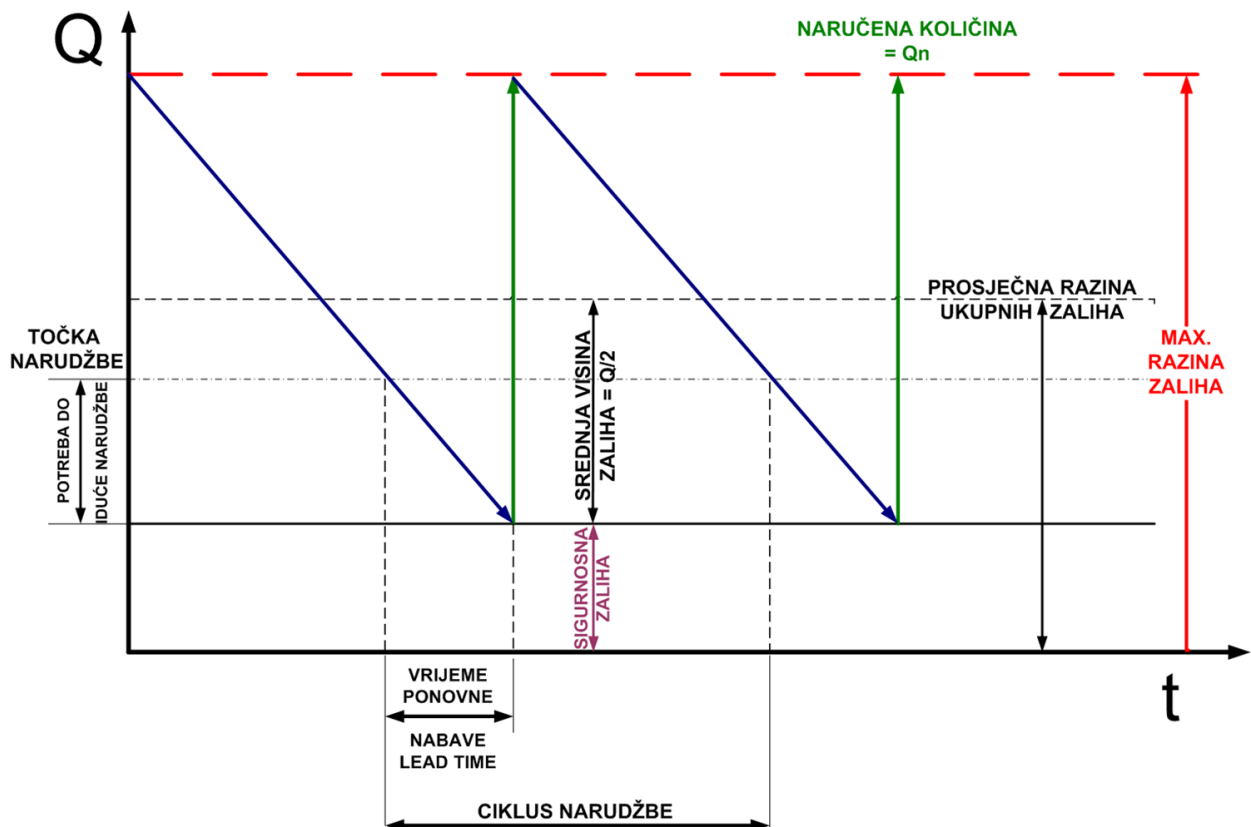 Q
NARUČENA KOLIČINA
= Qn
PROSJEČNA RAZINA
UKUPNIH ZALIHA
TOČKA
NARUDŽBE
MAX.
RAZINA
ZALIHA
POTREBA DO
IDUĆE NARUDŽBE
SREDNJA VISINA
ZALIHA = Q/2
SIGURNOSNA
ZALIHA
VRIJEME
PONOVNE
NABAVE
LEAD TIME
t
CIKLUS NARUDŽBE